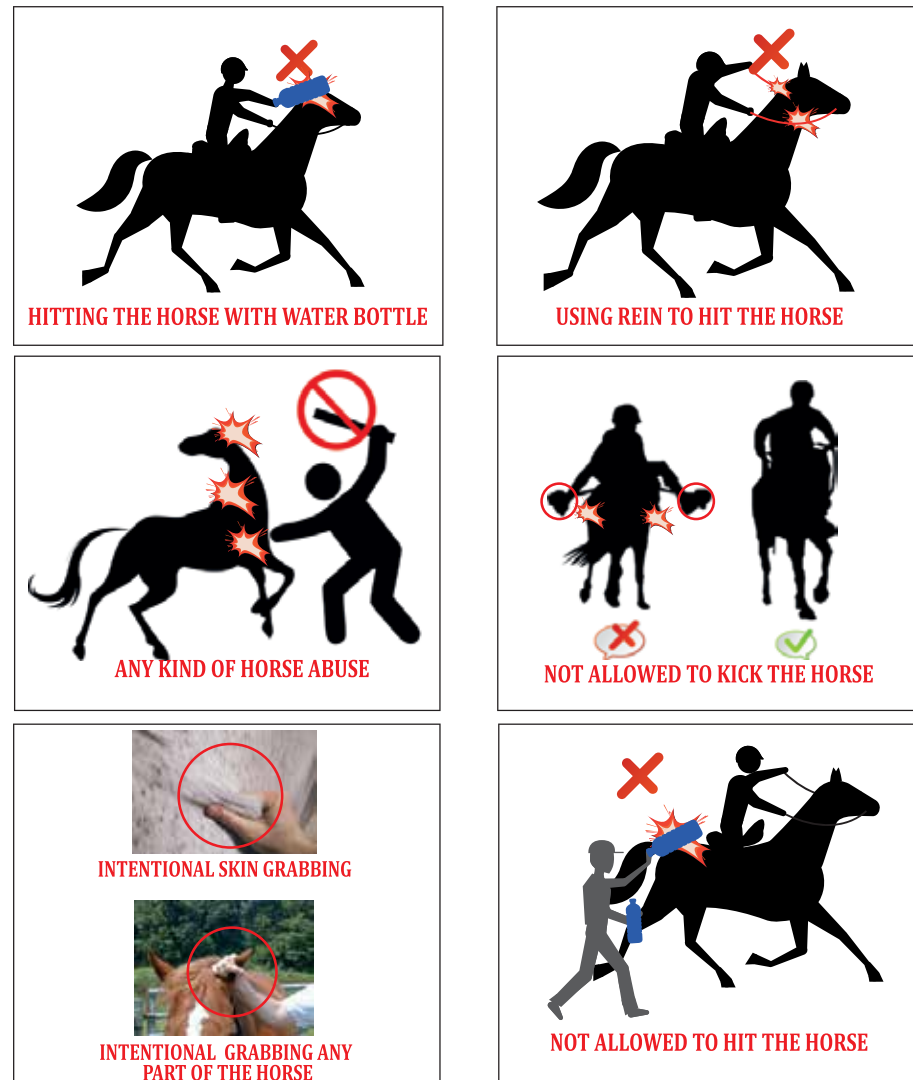 HITTING THE HORSE WITH WATER BOTTLE
USING REIN TO HIT THE HORSE
ANY KIND OF HORSE ABUSE
NOT ALLOWED TO KICK THE HORSE
INTENTIONAL SKIN GRABBING
INTENTIONAL GRABBING ANY
PART OF THE HORSE
NOT ALLOWED TO HIT THE HORSE